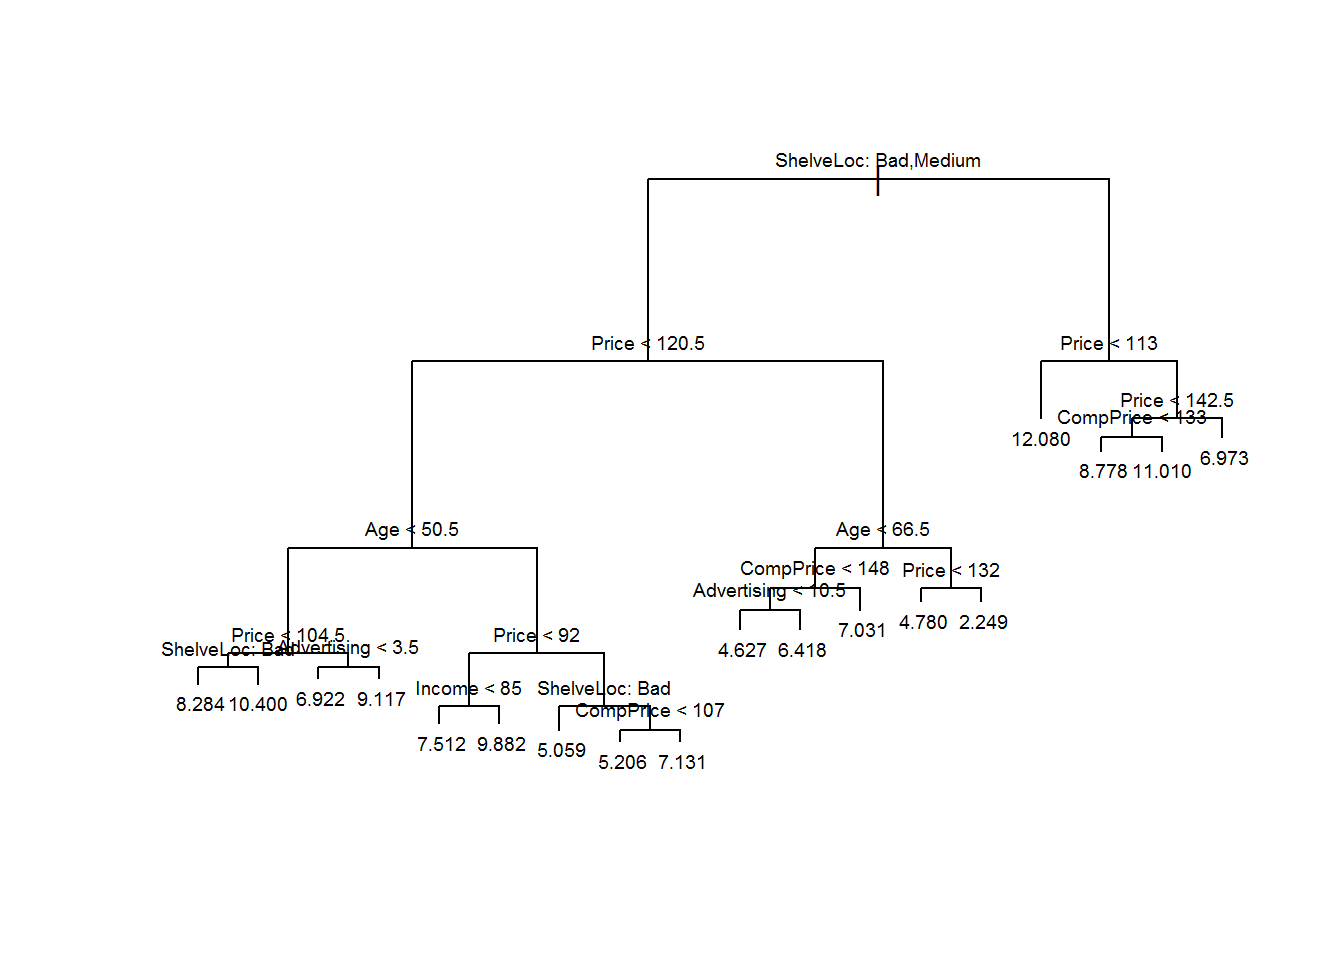 ShelveLoc: Bad,Medium
Price < 120.5
Price < 113
Price < 142.5
CompPrice < 133
12.080
8.778
11.010
6.973
Age < 50.5
Age < 66.5
CompPrice < 148
Price < 132
Advertising < 10.5
4.627
6.418
7.031
4.780
2.249
Price < 104.5
ShelveLoc: Bad
Advertising < 3.5
8.284
10.400
6.922
9.117
Price < 92
Income < 85
ShelveLoc: Bad
CompPrice < 107
7.512
9.882
5.059
5.206
7.131